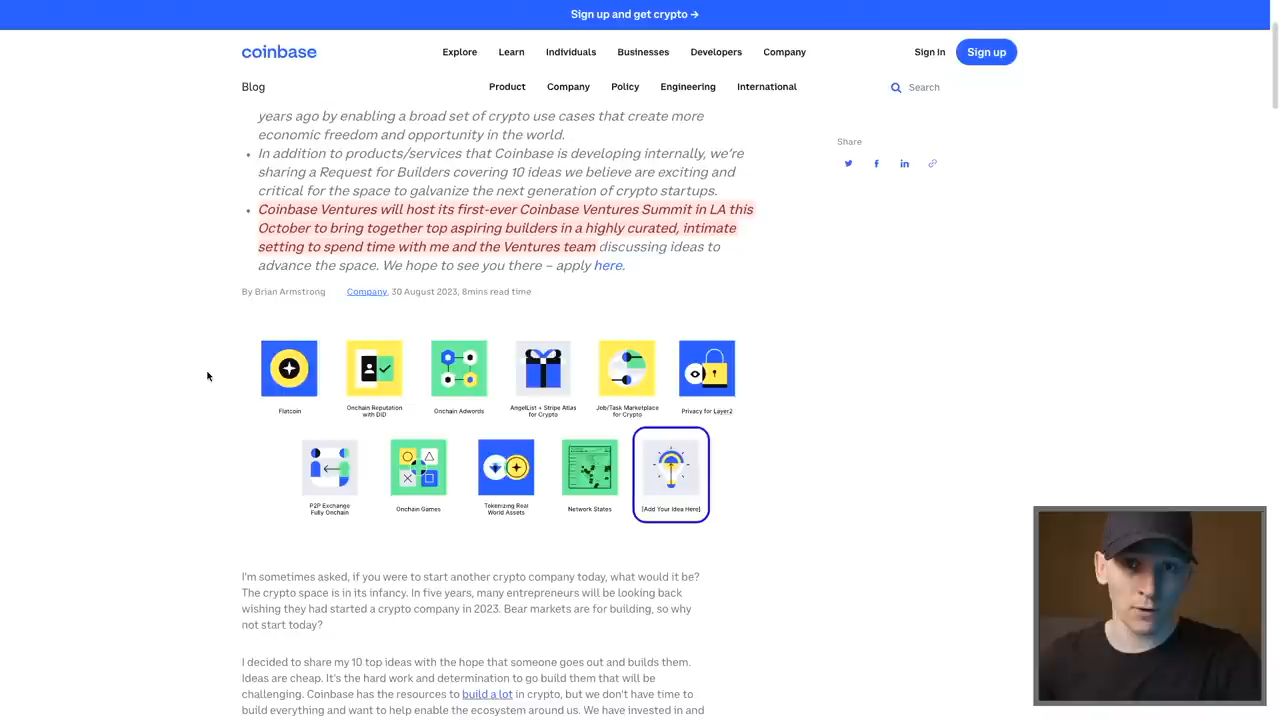 Sign up and get crypto →
coinbase
Explore Learn Individuals Businesses Developers Company
Sign In Sign up
Blog
Product Company Policy Engineering International
Search
years ago by enabling a broad set of crypto use cases that create more
economic freedom and opportunity in the world.
• In addition to products/services that Coinbase is developing internally, we're
sharing a Request for Builders covering 10 ideas we believe are exciting and
critical for the space to galvanize the next generation of crypto startups.
• Coinbase Ventures will host its first-ever Coinbase Ventures Summit in LA this
October to bring together top aspiring builders in a highly curated, intimate
setting to spend time with me and the Ventures team discussing ideas to
advance the space. We hope to see you there – apply here.
Share
By Brian Armstrong Company, 30 August 2023, 8mins read time
Flatcoin
Onchain Reputation
with DID
Onchain Adwords
AngelList + Stripe Atlas
for Crypto
Job/Task Marketplace
for Crypto
Privacy for Layer2
P2P Exchange
Fully Onchain
Onchain Games
Tokenizing Real
World Assets
Network States
[Add Your Idea Here]
I'm sometimes asked, if you were to start another crypto company today, what would it be?
The crypto space is in its infancy. In five years, many entrepreneurs will be looking back
wishing they had started a crypto company in 2023. Bear markets are for building, so why
not start today?
I decided to share my 10 top ideas with the hope that someone goes out and builds them.
Ideas are cheap. It's the hard work and determination to go build them that will be
challenging. Coinbase has the resources to build a lot in crypto, but we don't have time to
build everything and want to help enable the ecosystem around us. We have invested in and